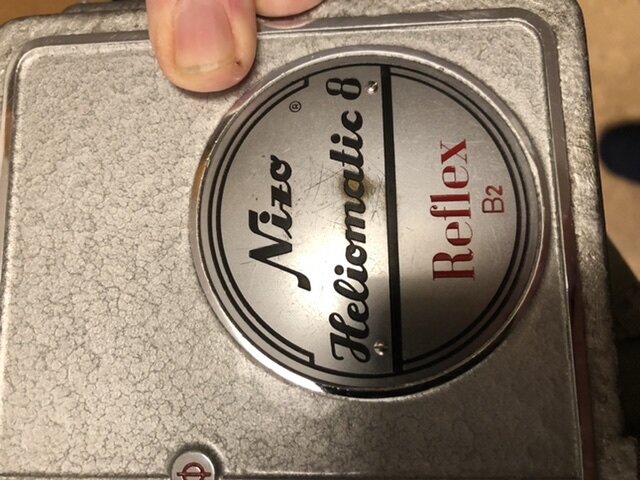 Nizo ®
Heliomatic 8
Reflex
B2